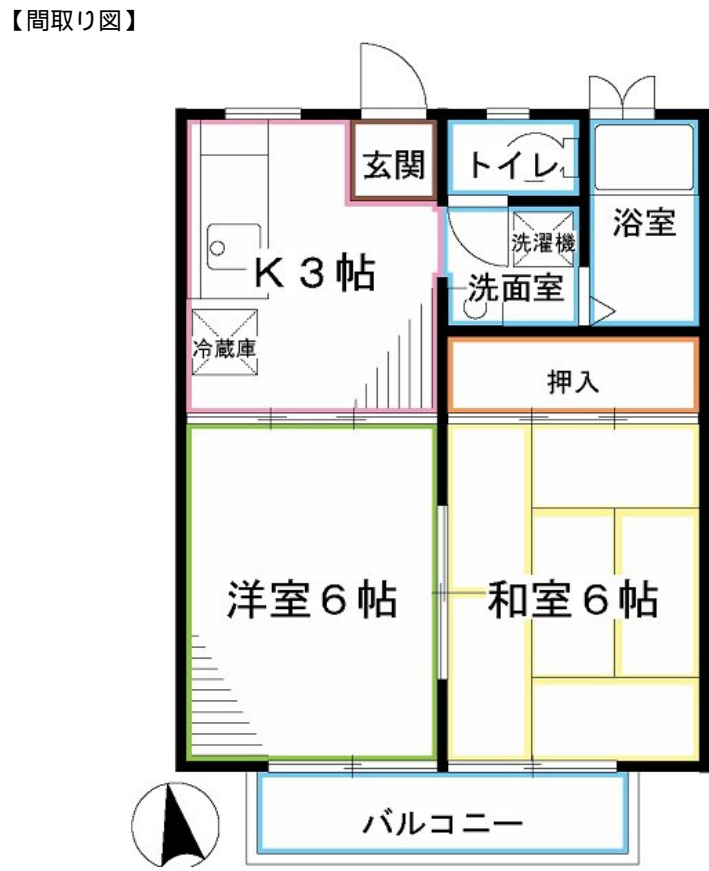 【間取り図】
玄関
トイレ
浴室
洗濯機
K3帖
洗面室
冷蔵庫
押入
洋室6帖
和室6帖
バルコニー